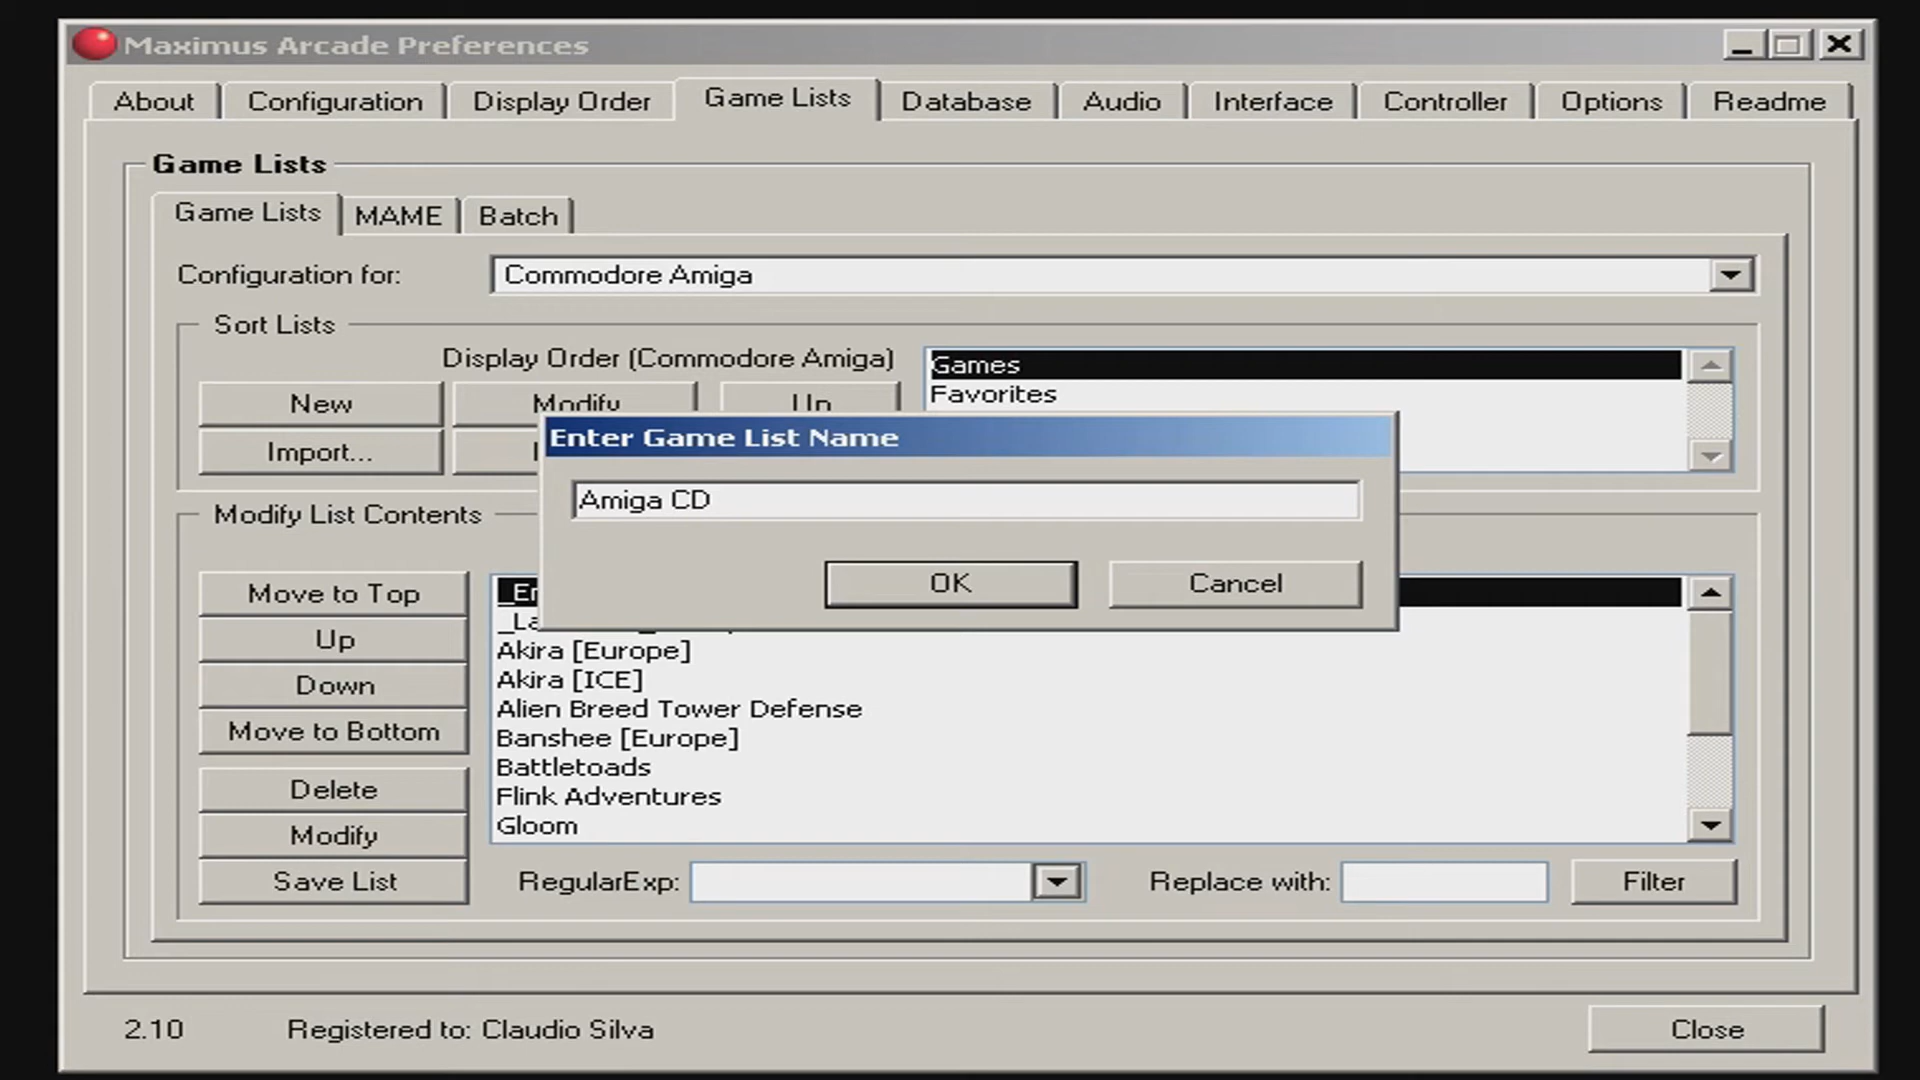 Maximus Arcade Preferences
About Configuration Display Order Game Lists Database Audio Interface Controller Options Readme
Game Lists
Game Lists MAME Batch
Configuration for: Commodore Amiga
Sort Lists
Display Order (Commodore Amiga)
Games
Favorites
New Modify Up
Import...
Enter Game List Name
Amiga CD
OK Cancel
Modify List Contents
Move to Top
Up
Down
Move to Bottom
Delete
Modify
Save List
Akira [Europe]
Akira [ICE]
Alien Breed Tower Defense
Banshee [Europe]
Battletoads
Flink Adventures
Gloom
RegularExp: Replace with: Filter
2.10 Registered to: Claudio Silva Close